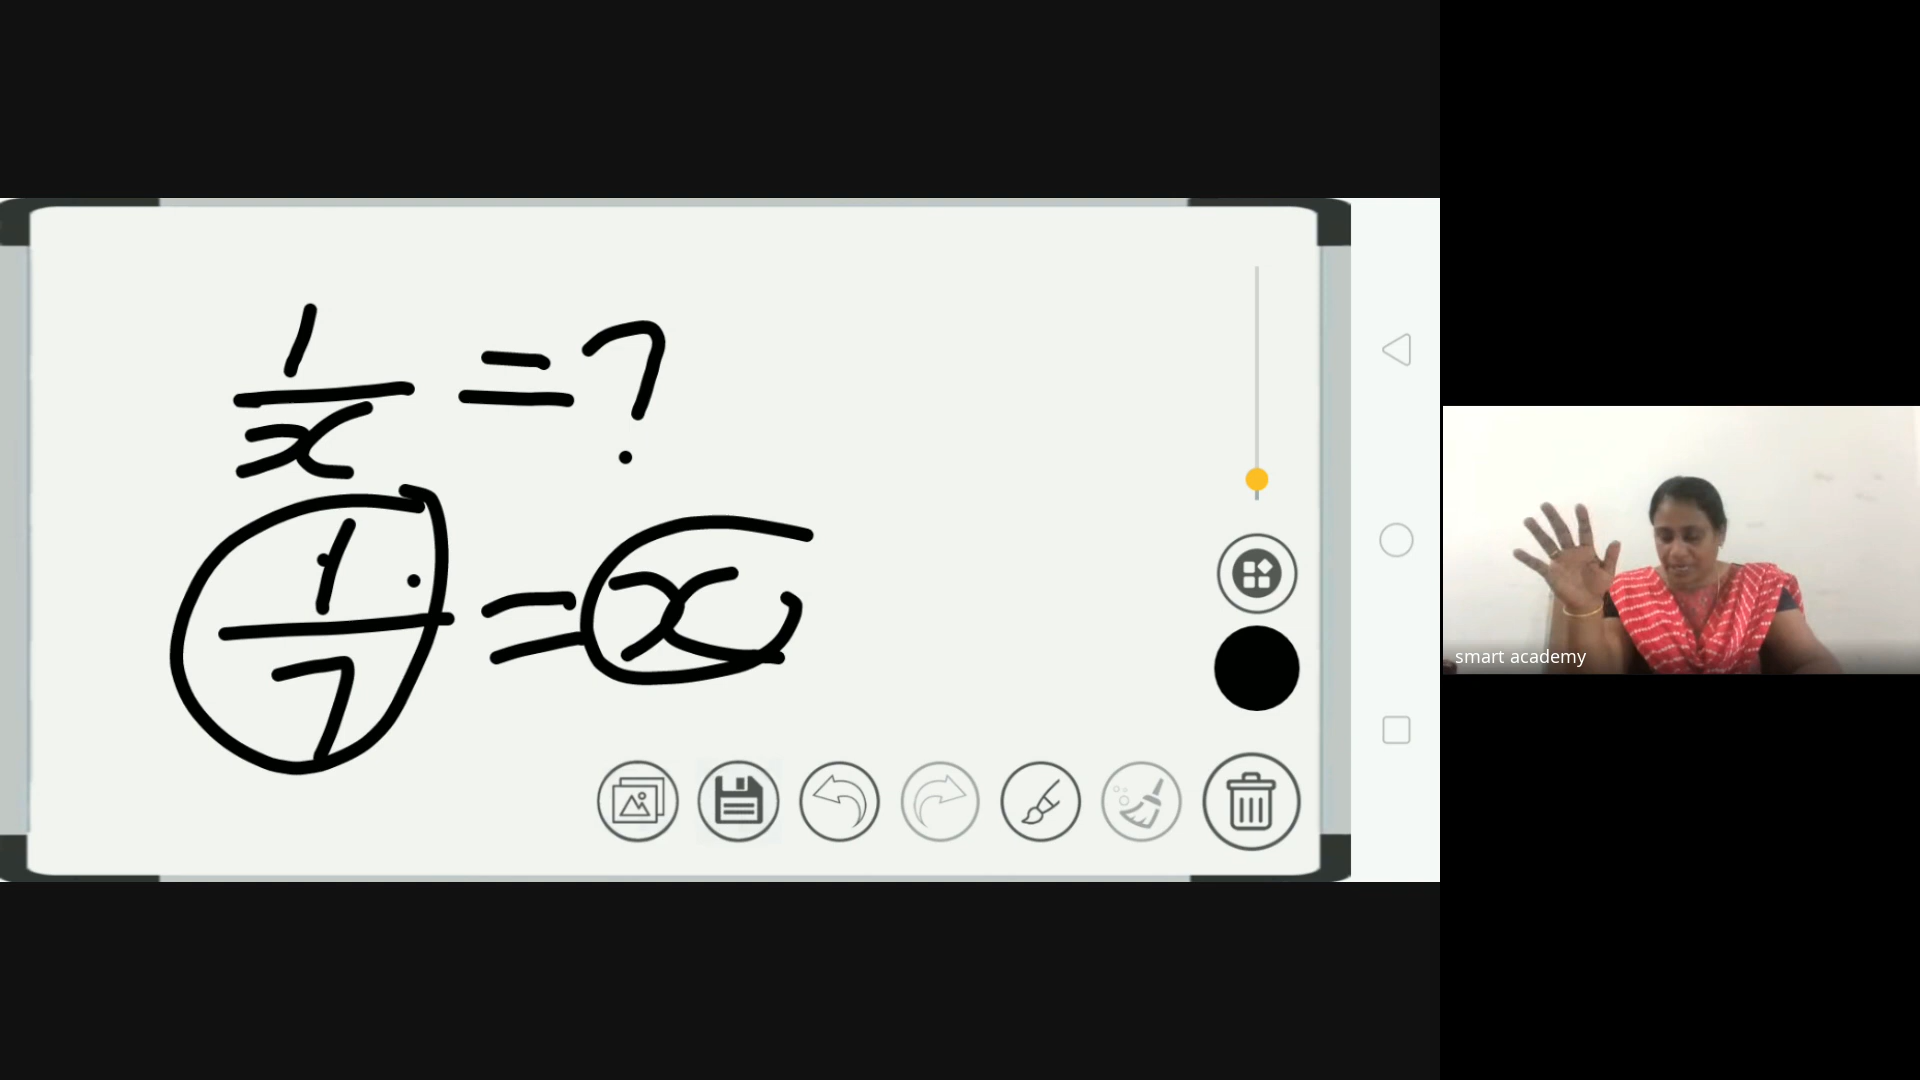 1/x = ?
1/7 = x
smart academy